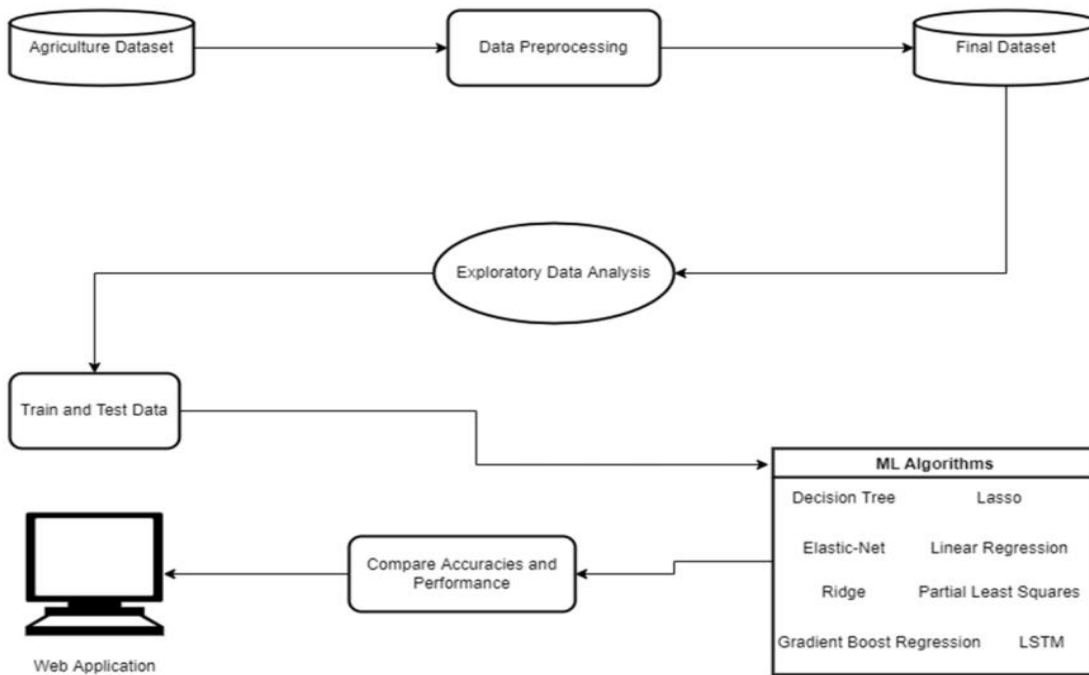 Agriculture Dataset
Data Preprocessing
Final Dataset
Exploratory Data Analysis
Train and Test Data
ML Algorithms
Decision Tree
Lasso
Elastic-Net
Linear Regression
Ridge
Partial Least Squares
Gradient Boost Regression
LSTM
Compare Accuracies and
Performance
Web Application